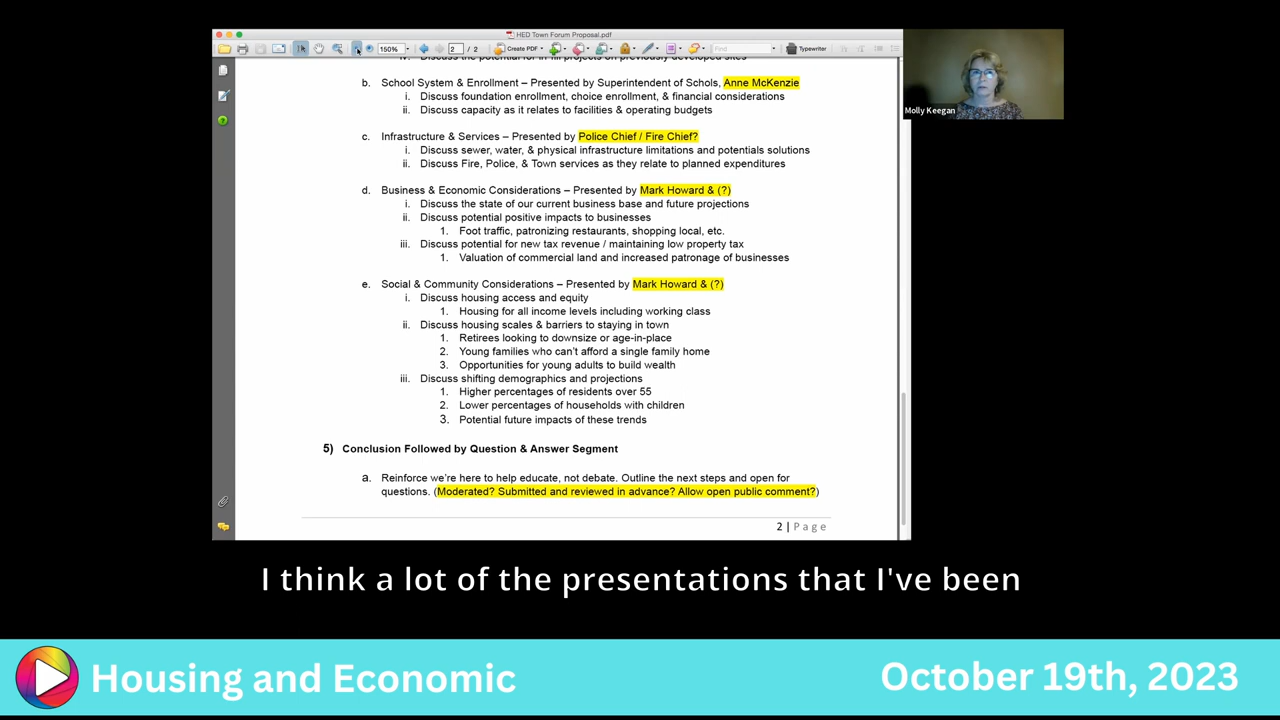 HED Town Forum Proposal.pdf
150%
2 / 2
Create PDF
Find
Typewriter
iv. Discuss the potential for in-fill projects on previously developed sites
b. School System & Enrollment – Presented by Superintendent of Schols, Anne McKenzie
i. Discuss foundation enrollment, choice enrollment, & financial considerations
ii. Discuss capacity as it relates to facilities & operating budgets
c. Infrastructure & Services – Presented by Police Chief / Fire Chief?
i. Discuss sewer, water, & physical infrastructure limitations and potentials solutions
ii. Discuss Fire, Police, & Town services as they relate to planned expenditures
d. Business & Economic Considerations – Presented by Mark Howard & (?)
i. Discuss the state of our current business base and future projections
ii. Discuss potential positive impacts to businesses
1. Foot traffic, patronizing restaurants, shopping local, etc.
iii. Discuss potential for new tax revenue / maintaining low property tax
1. Valuation of commercial land and increased patronage of businesses
e. Social & Community Considerations – Presented by Mark Howard & (?)
i. Discuss housing access and equity
1. Housing for all income levels including working class
ii. Discuss housing scales & barriers to staying in town
1. Retirees looking to downsize or age-in-place
2. Young families who can't afford a single family home
3. Opportunities for young adults to build wealth
iii. Discuss shifting demographics and projections
1. Higher percentages of residents over 55
2. Lower percentages of households with children
3. Potential future impacts of these trends
5) Conclusion Followed by Question & Answer Segment
a. Reinforce we're here to help educate, not debate. Outline the next steps and open for
questions. (Moderated? Submitted and reviewed in advance? Allow open public comment?)
2 | Page
Molly Keegan
I think a lot of the presentations that I've been
Housing and Economic
October 19th, 2023